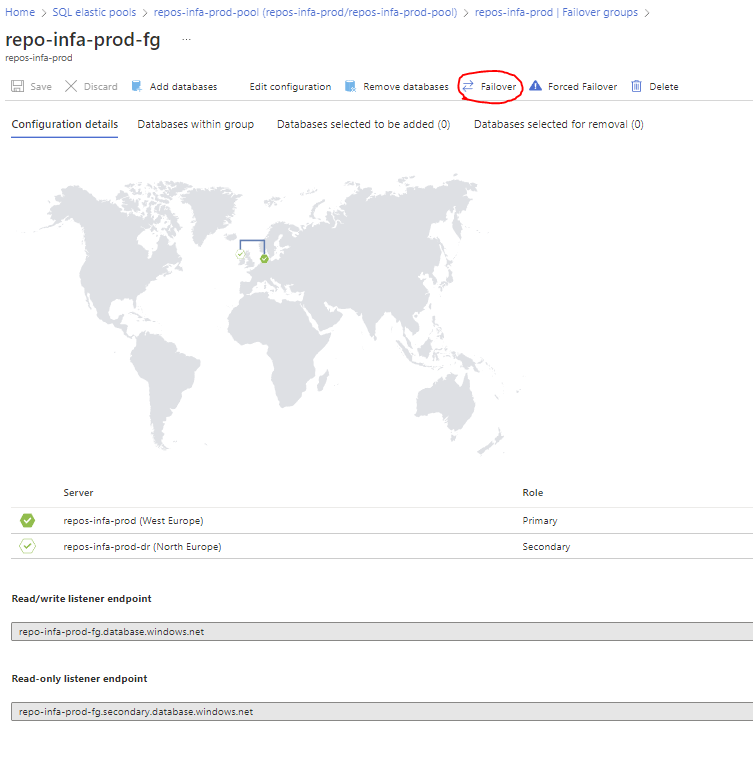 Home > SQL elastic pools > repos-infa-prod-pool (repos-infa-prod/repos-infa-prod-pool) > repos-infa-prod | Failover groups >
repo-infa-prod-fg ...
repos-infa-prod
Save Discard Add databases Edit configuration Remove databases Failover Forced Failover Delete
Configuration details Databases within group Databases selected to be added (0) Databases selected for removal (0)
Server Role
repos-infa-prod (West Europe) Primary
repos-infa-prod-dr (North Europe) Secondary
Read/write listener endpoint
repo-infa-prod-fg.database.windows.net
Read-only listener endpoint
repo-infa-prod-fg.secondary.database.windows.net